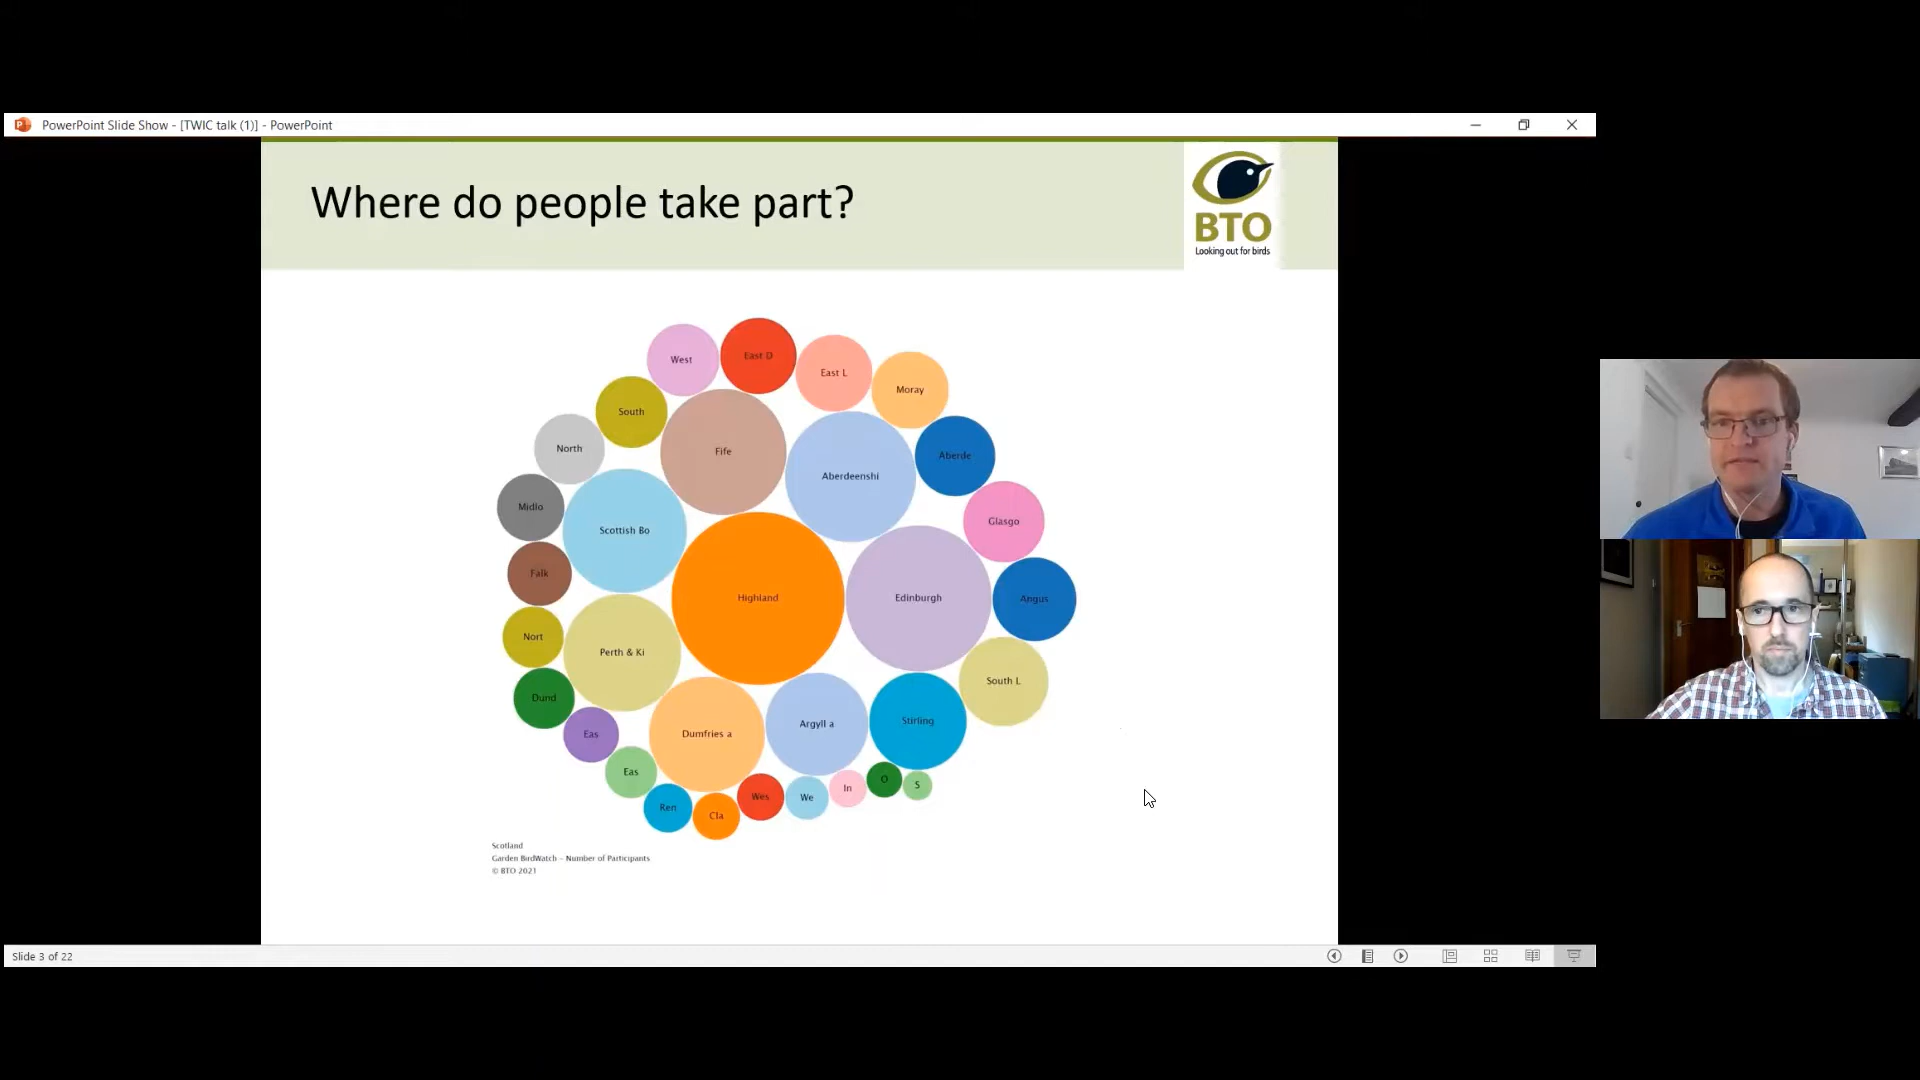 PowerPoint Slide Show - [TWIC talk (1)] - PowerPoint
Where do people take part?
BTO
Looking out for birds
West
East D
East L
Moray
South
North
Fife
Aberdeenshi
Aberde
Midlo
Scottish Bo
Glasgo
Falk
Highland
Edinburgh
Angus
Nort
Perth & Ki
South L
Dund
Eas
Dumfries a
Argyll a
Stirling
Eas
Ren
Cla
Wes
We
In
O
S
Scotland
Garden BirdWatch - Number of Participants
© BTO 2021
Slide 3 of 22